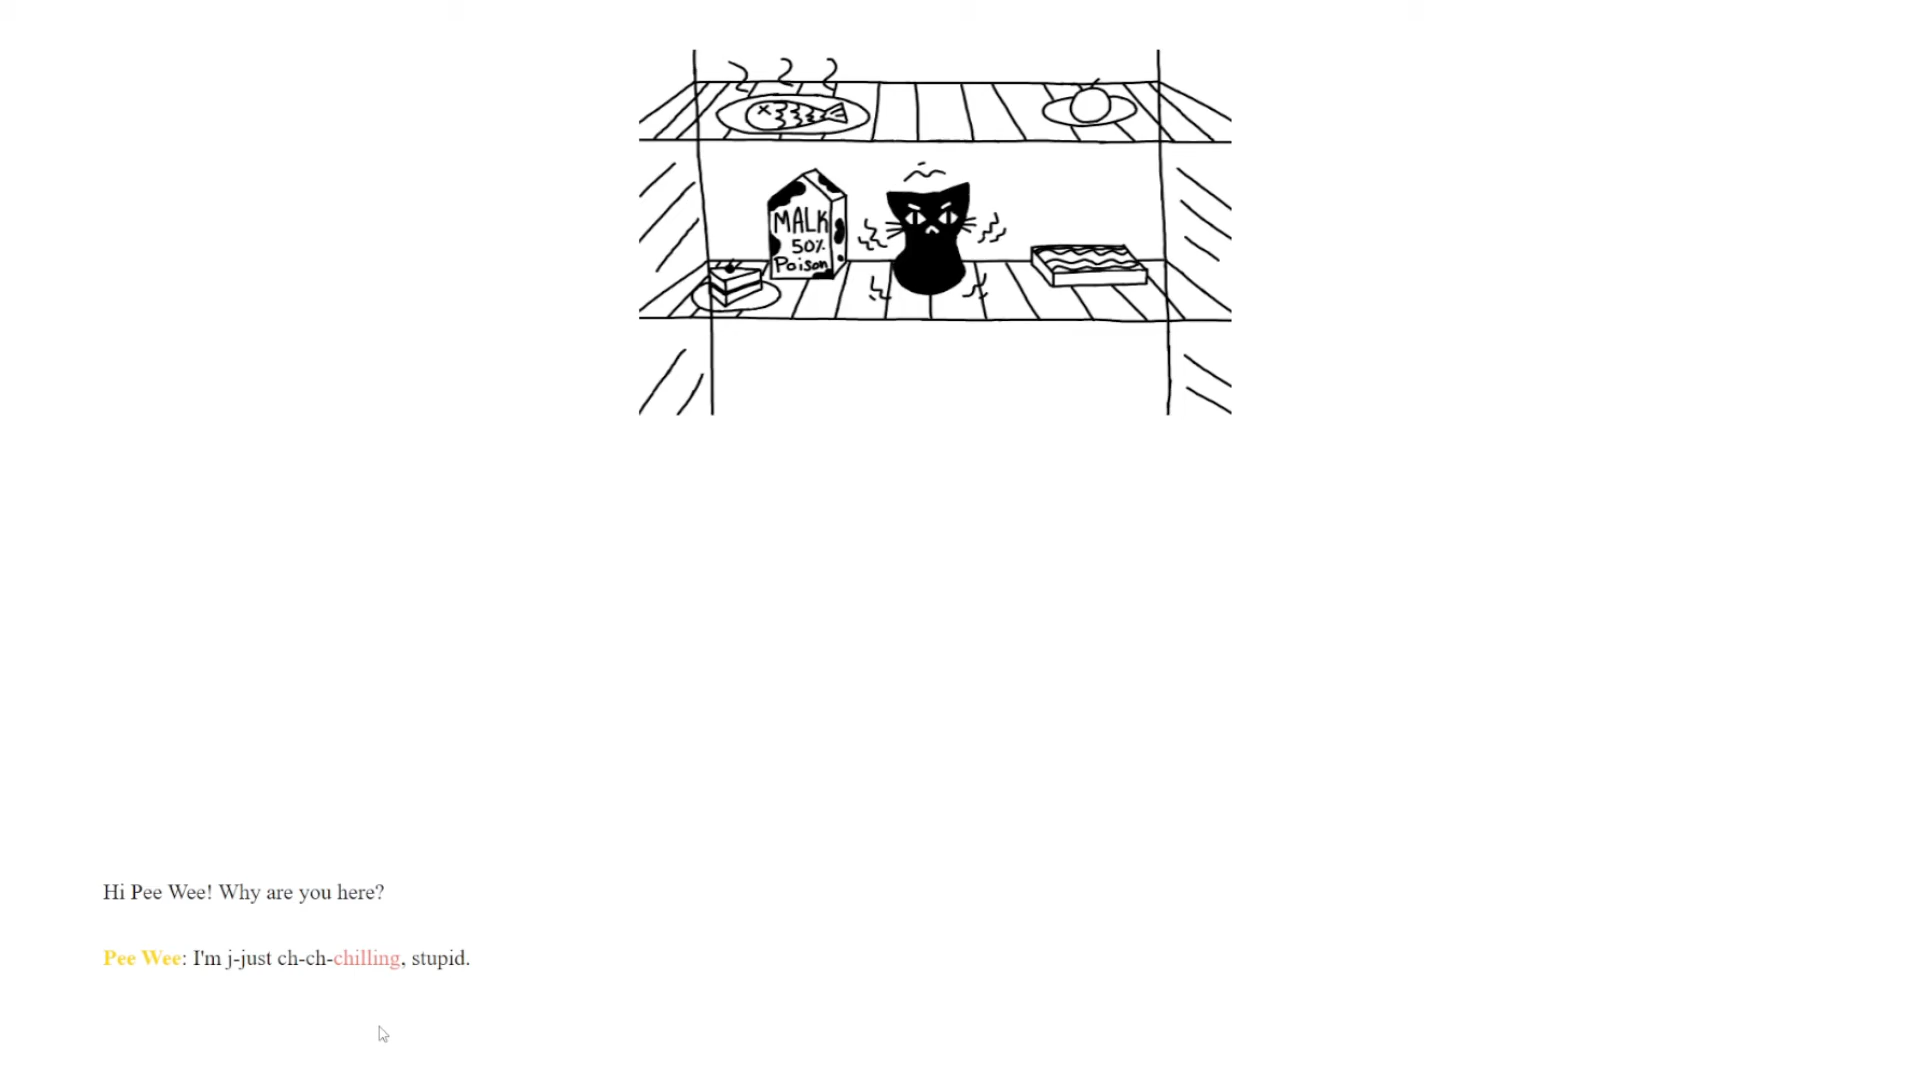 MALK
50%
Poison
Hi Pee Wee! Why are you here?
Pee Wee: I'm j-just ch-ch-chilling, stupid.